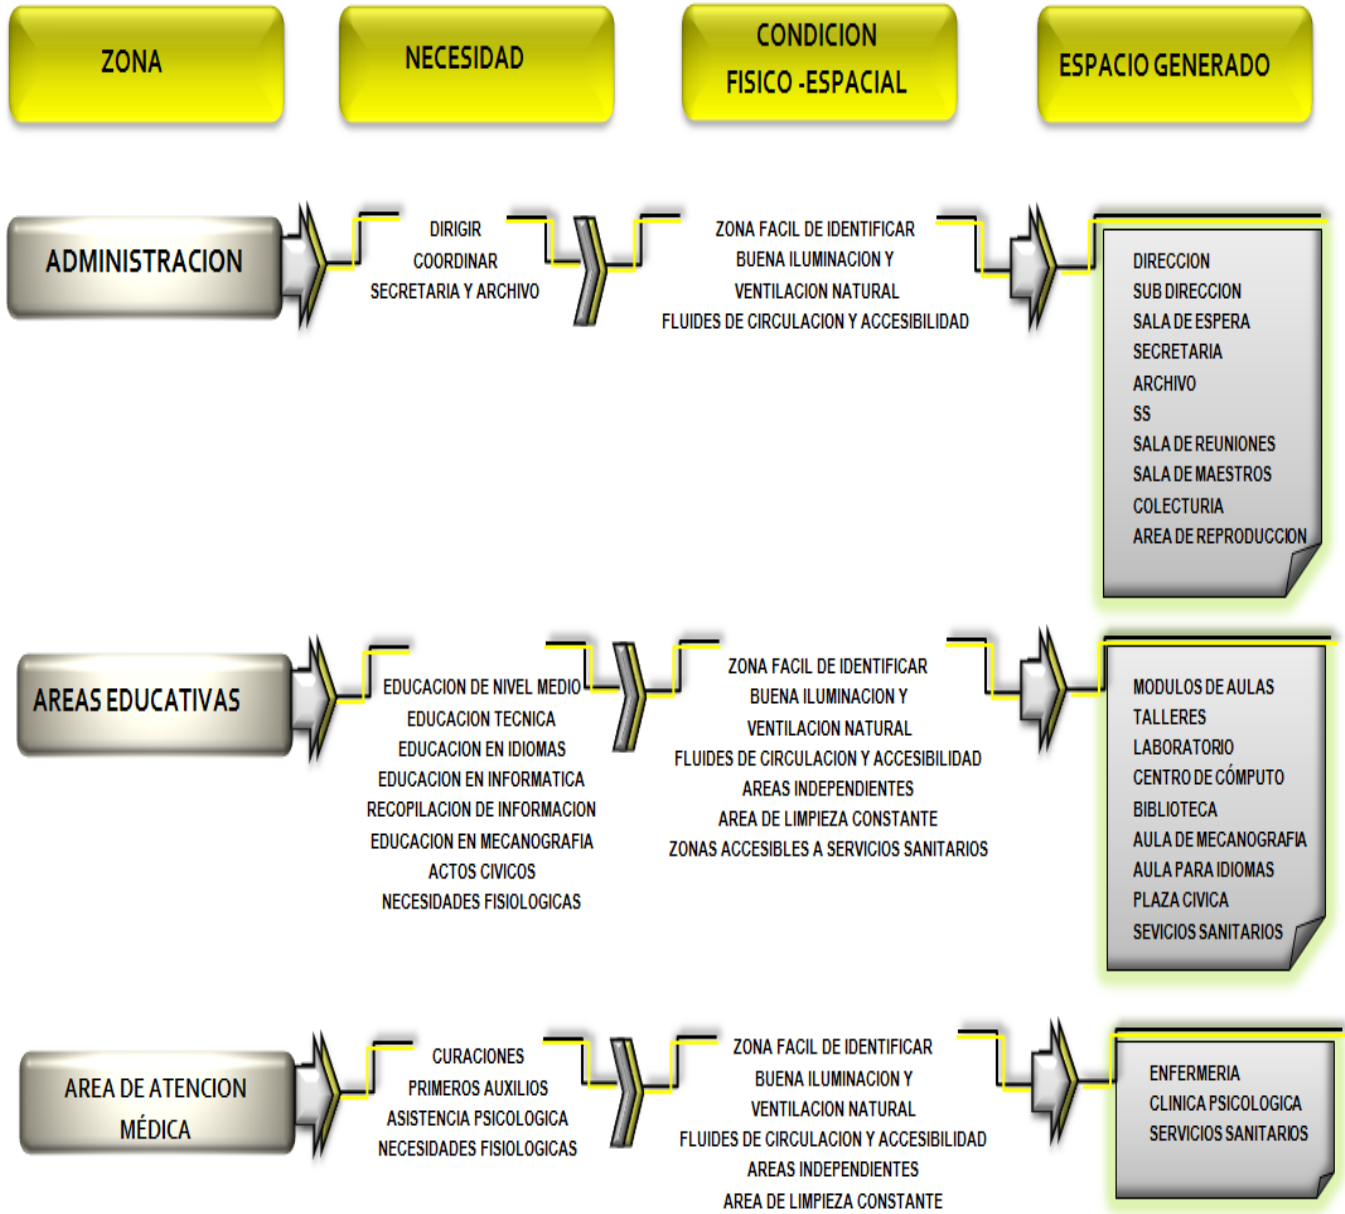 ZONA
NECESIDAD
CONDICION
FISICO -ESPACIAL
ESPACIO GENERADO
ADMINISTRACION
DIRIGIR
COORDINAR
SECRETARIA Y ARCHIVO
ZONA FACIL DE IDENTIFICAR
BUENA ILUMINACION Y
VENTILACION NATURAL
FLUIDES DE CIRCULACION Y ACCESIBILIDAD
DIRECCION
SUB DIRECCION
SALA DE ESPERA
SECRETARIA
ARCHIVO
SS
SALA DE REUNIONES
SALA DE MAESTROS
COLECTURIA
AREA DE REPRODUCCION
AREAS EDUCATIVAS
EDUCACION DE NIVEL MEDIO
EDUCACION TECNICA
EDUCACION EN IDIOMAS
EDUCACION EN INFORMATICA
RECOPILACION DE INFORMACION
EDUCACION EN MECANOGRAFIA
ACTOS CIVICOS
NECESIDADES FISIOLOGICAS
ZONA FACIL DE IDENTIFICAR
BUENA ILUMINACION Y
VENTILACION NATURAL
FLUIDES DE CIRCULACION Y ACCESIBILIDAD
AREAS INDEPENDIENTES
AREA DE LIMPIEZA CONSTANTE
ZONAS ACCESIBLES A SERVICIOS SANITARIOS
MODULOS DE AULAS
TALLERES
LABORATORIO
CENTRO DE CÓMPUTO
BIBLIOTECA
AULA DE MECANOGRAFIA
AULA PARA IDIOMAS
PLAZA CIVICA
SEVICIOS SANITARIOS
AREA DE ATENCION
MÉDICA
CURACIONES
PRIMEROS AUXILIOS
ASISTENCIA PSICOLOGICA
NECESIDADES FISIOLOGICAS
ZONA FACIL DE IDENTIFICAR
BUENA ILUMINACION Y
VENTILACION NATURAL
FLUIDES DE CIRCULACION Y ACCESIBILIDAD
AREAS INDEPENDIENTES
AREA DE LIMPIEZA CONSTANTE
ENFERMERIA
CLINICA PSICOLOGICA
SERVICIOS SANITARIOS